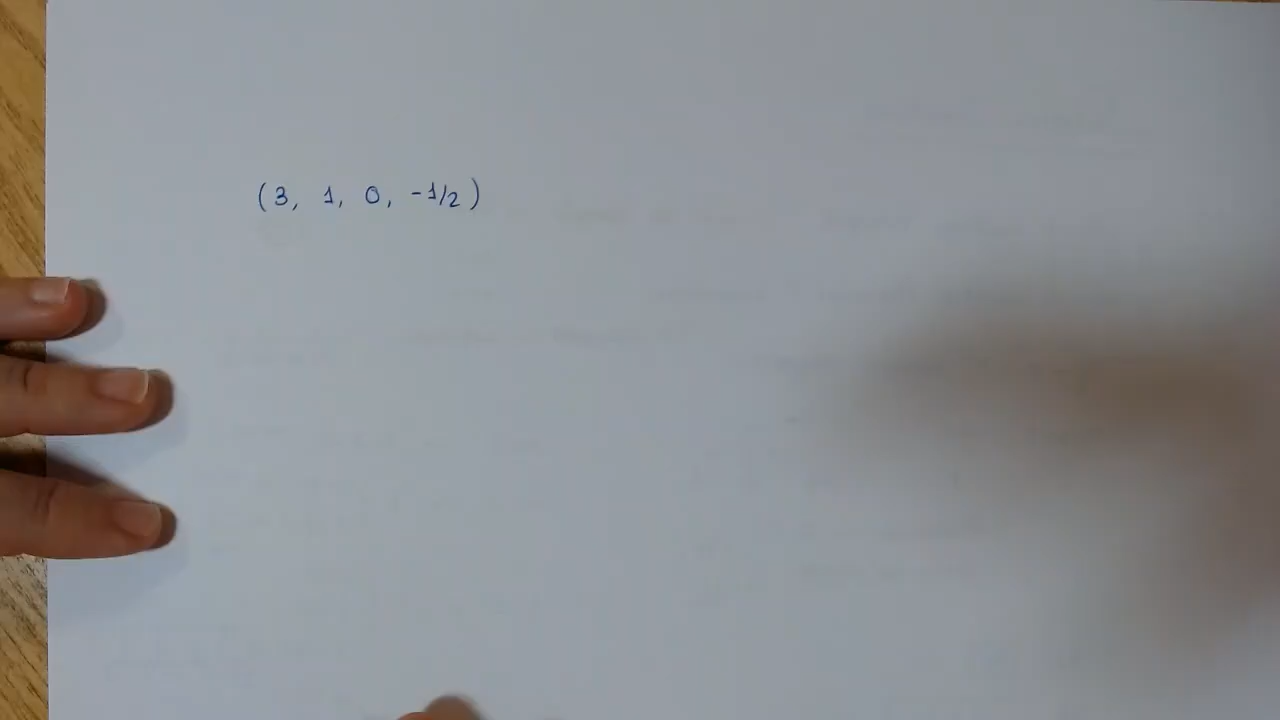 (3, 1, 0, -1/2)